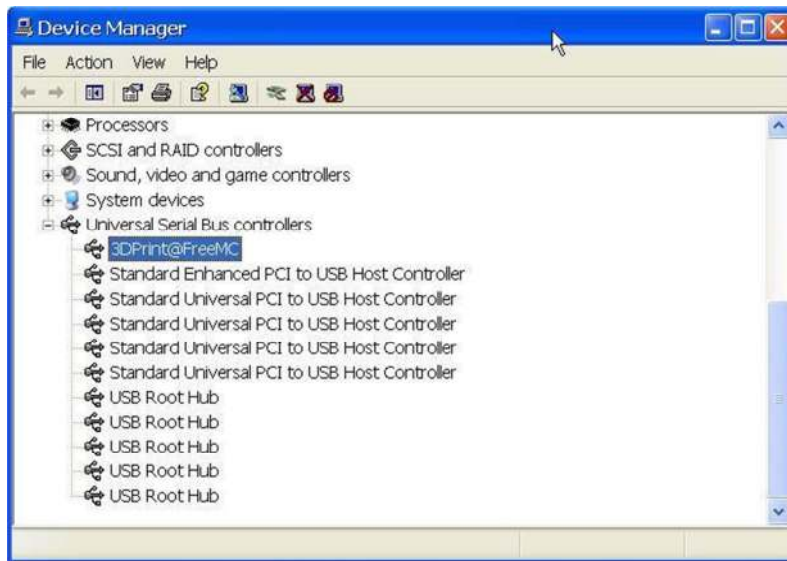 Device Manager
File Action View Help
Processors
SCSI and RAID controllers
Sound, video and game controllers
System devices
Universal Serial Bus controllers
3DPrint@FreeMC
Standard Enhanced PCI to USB Host Controller
Standard Universal PCI to USB Host Controller
Standard Universal PCI to USB Host Controller
Standard Universal PCI to USB Host Controller
Standard Universal PCI to USB Host Controller
USB Root Hub
USB Root Hub
USB Root Hub
USB Root Hub
USB Root Hub